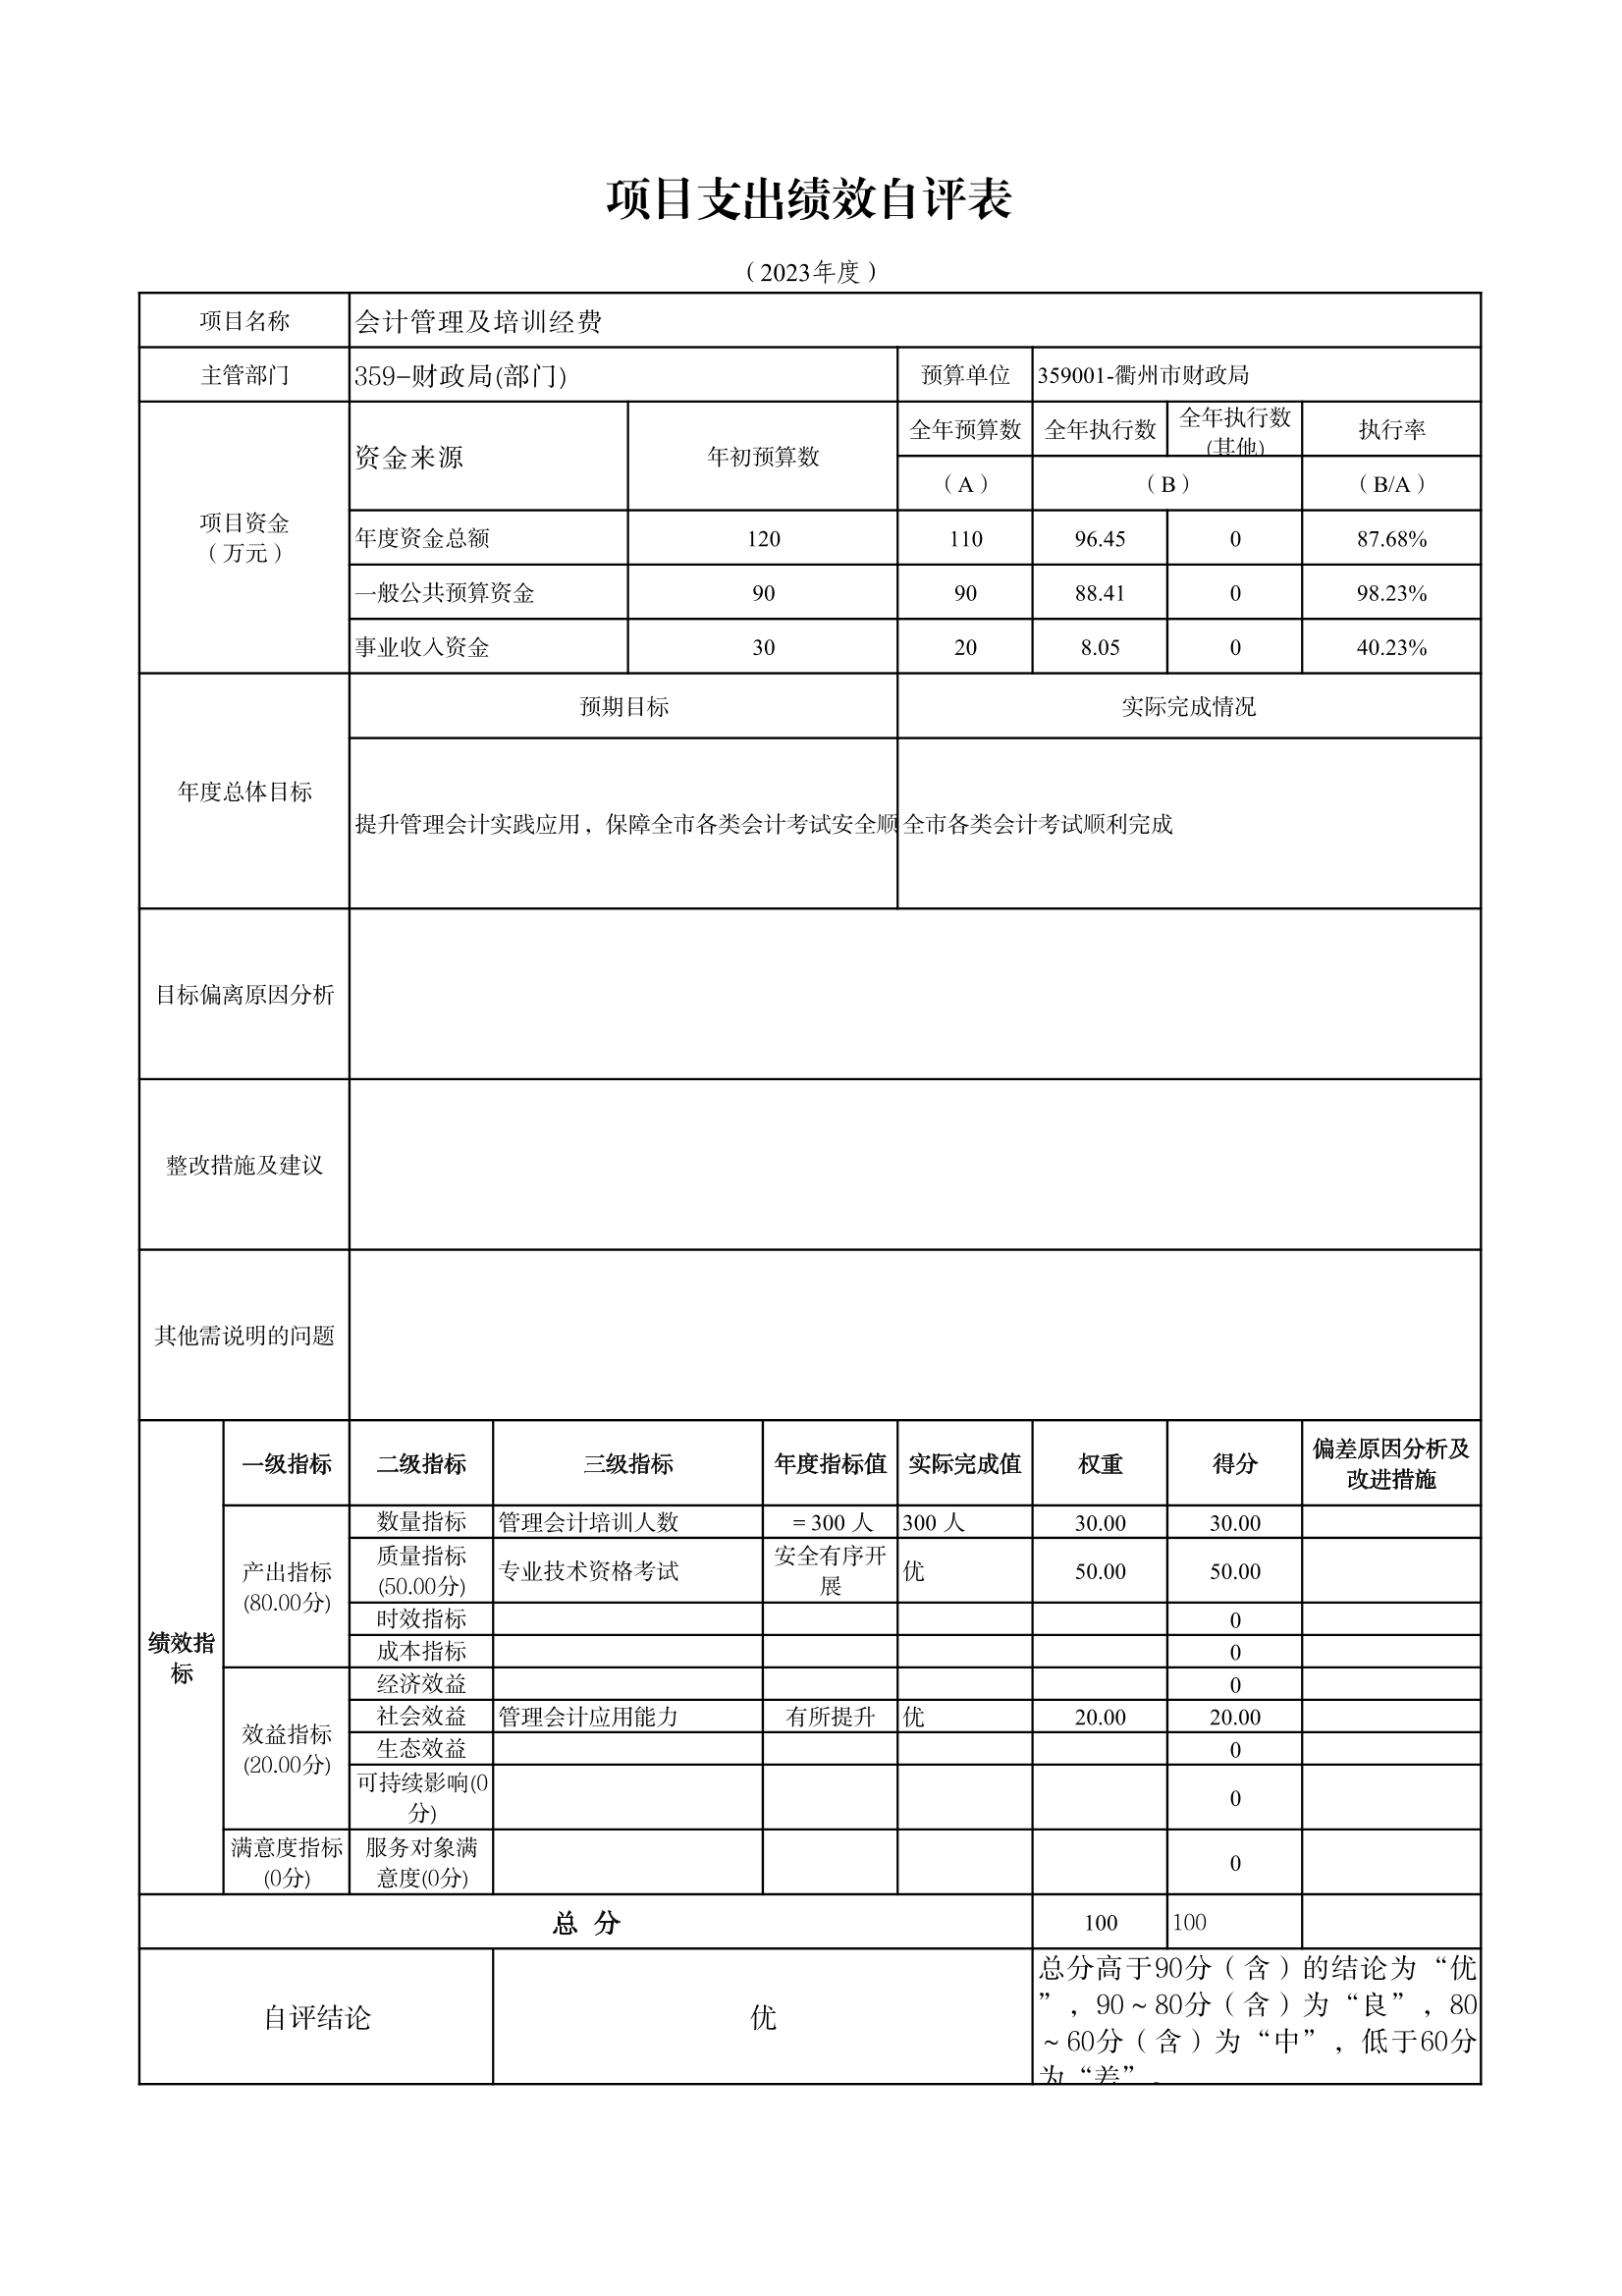 项目支出绩效自评表
（2023年度）
项目名称 会计管理及培训经费
主管部门 359-财政局(部门) 预算单位 359001-衢州市财政局
项目资金
（万元）
资金来源 年初预算数 全年预算数 全年执行数 全年执行数
(其他) 执行率
（A） （B） （B/A）
年度资金总额 120 110 96.45 0 87.68%
一般公共预算资金 90 90 88.41 0 98.23%
事业收入资金 30 20 8.05 0 40.23%
年度总体目标
预期目标 实际完成情况
提升管理会计实践应用，保障全市各类会计考试安全顺 全市各类会计考试顺利完成
目标偏离原因分析
整改措施及建议
其他需说明的问题
绩效指
标
一级指标 二级指标 三级指标 年度指标值 实际完成值 权重 得分 偏差原因分析及
改进措施
产出指标
(80.00分)
数量指标 管理会计培训人数 = 300 人 300 人 30.00 30.00
质量指标
(50.00分) 专业技术资格考试 安全有序开
展 优 50.00 50.00
时效指标 0
成本指标 0
效益指标
(20.00分)
经济效益 0
社会效益 管理会计应用能力 有所提升 优 20.00 20.00
生态效益 0
可持续影响(0
分) 0
满意度指标
(0分) 服务对象满
意度(0分) 0
总 分 100 100
自评结论 优
总分高于90分（含）的结论为“优
”，90～80分（含）为“良”，80
～60分（含）为“中”，低于60分
为“差”。